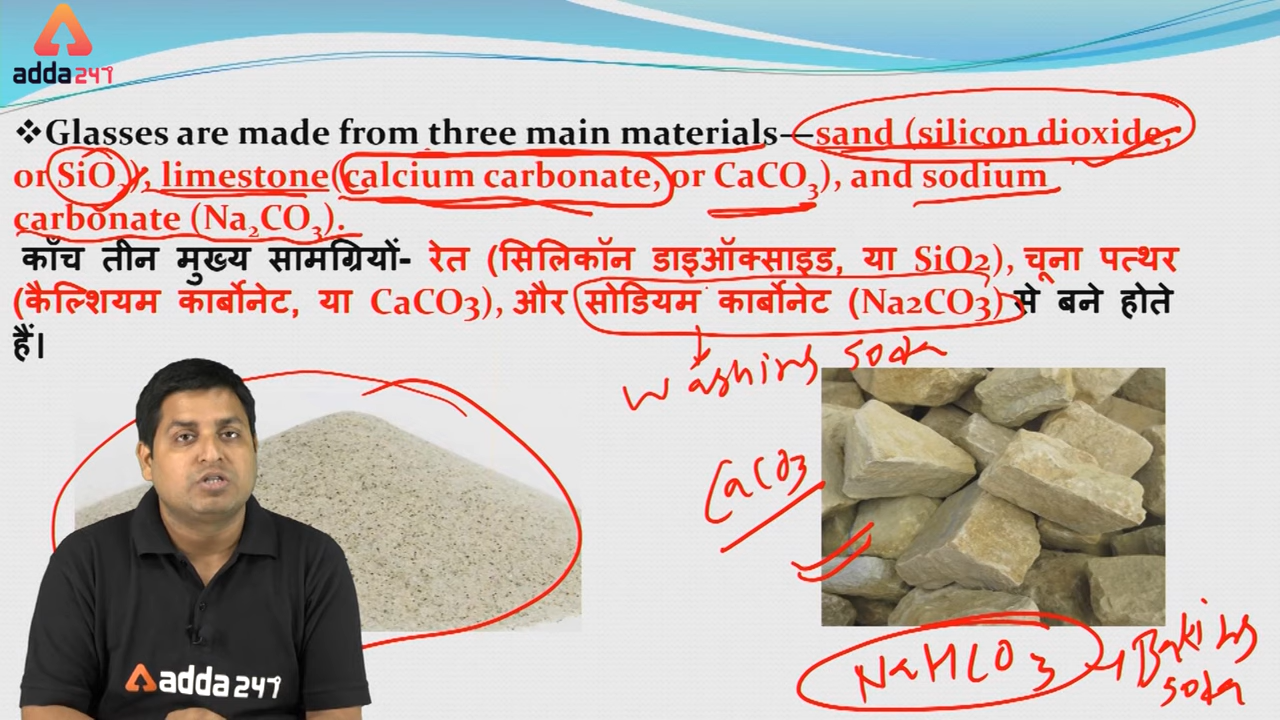 adda247
❖Glasses are made from three main materials—sand (silicon dioxide,
or SiO2), limestone(calcium carbonate, or CaCO3), and sodium
carbonate (Na2CO3).
काँच तीन मुख्य सामग्रियों- रेत (सिलिकॉन डाइऑक्साइड, या SiO2), चूना पत्थर
(कैल्शियम कार्बोनेट, या CaCO3), और सोडियम कार्बोनेट (Na2CO3) से बने होते
हैं।
washing soda
CaCO3
NaHCO3 → Baking
soda
adda247